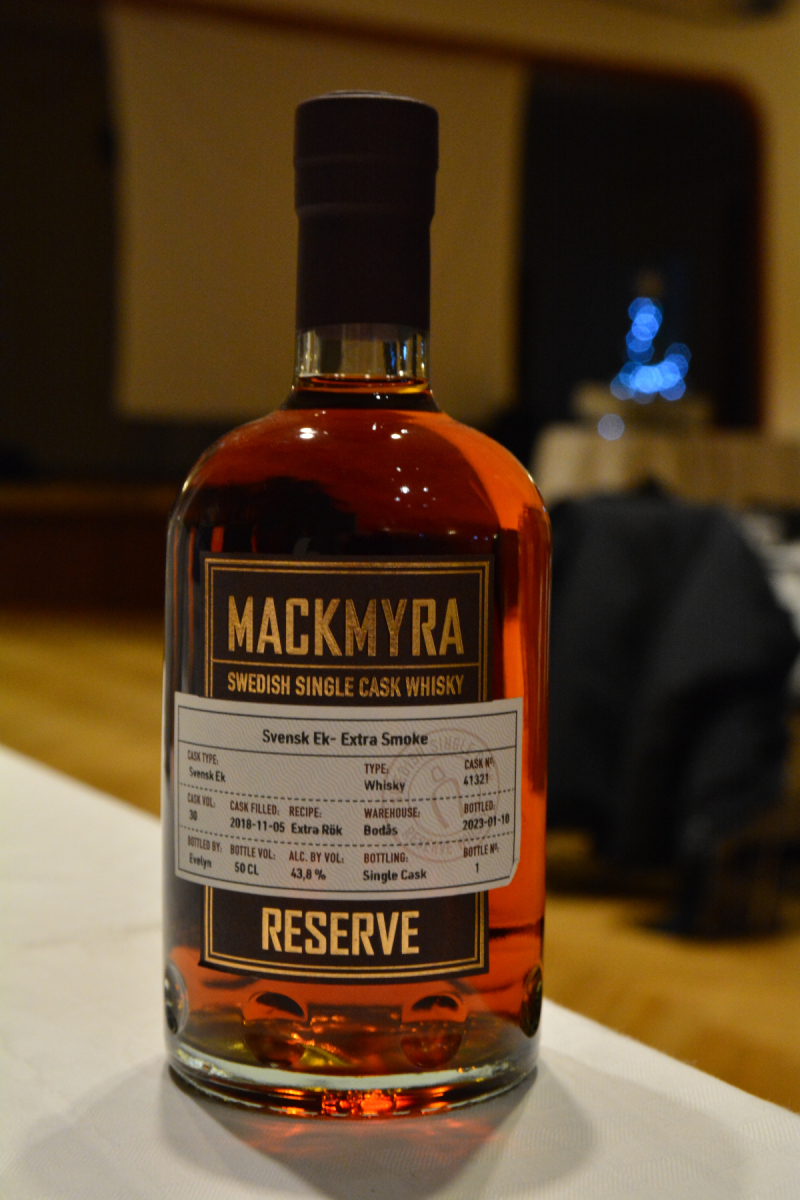 MACKMYRA
SWEDISH SINGLE CASK WHISKY
Svensk Ek- Extra Smoke
CASK TYPE: TYPE: CASK Nº:
Svensk Ek Whisky 41321
CASK VOL: CASK FILLED: RECIPE: WAREHOUSE: BOTTLED:
30 2018-11-05 Extra Rök Bodås 2023-01-10
BOTTLED BY: BOTTLE VOL: ALC. BY VOL: BOTTLING: BOTTLE Nº:
Evelyn 50 CL 43,8 % Single Cask 1
RESERVE